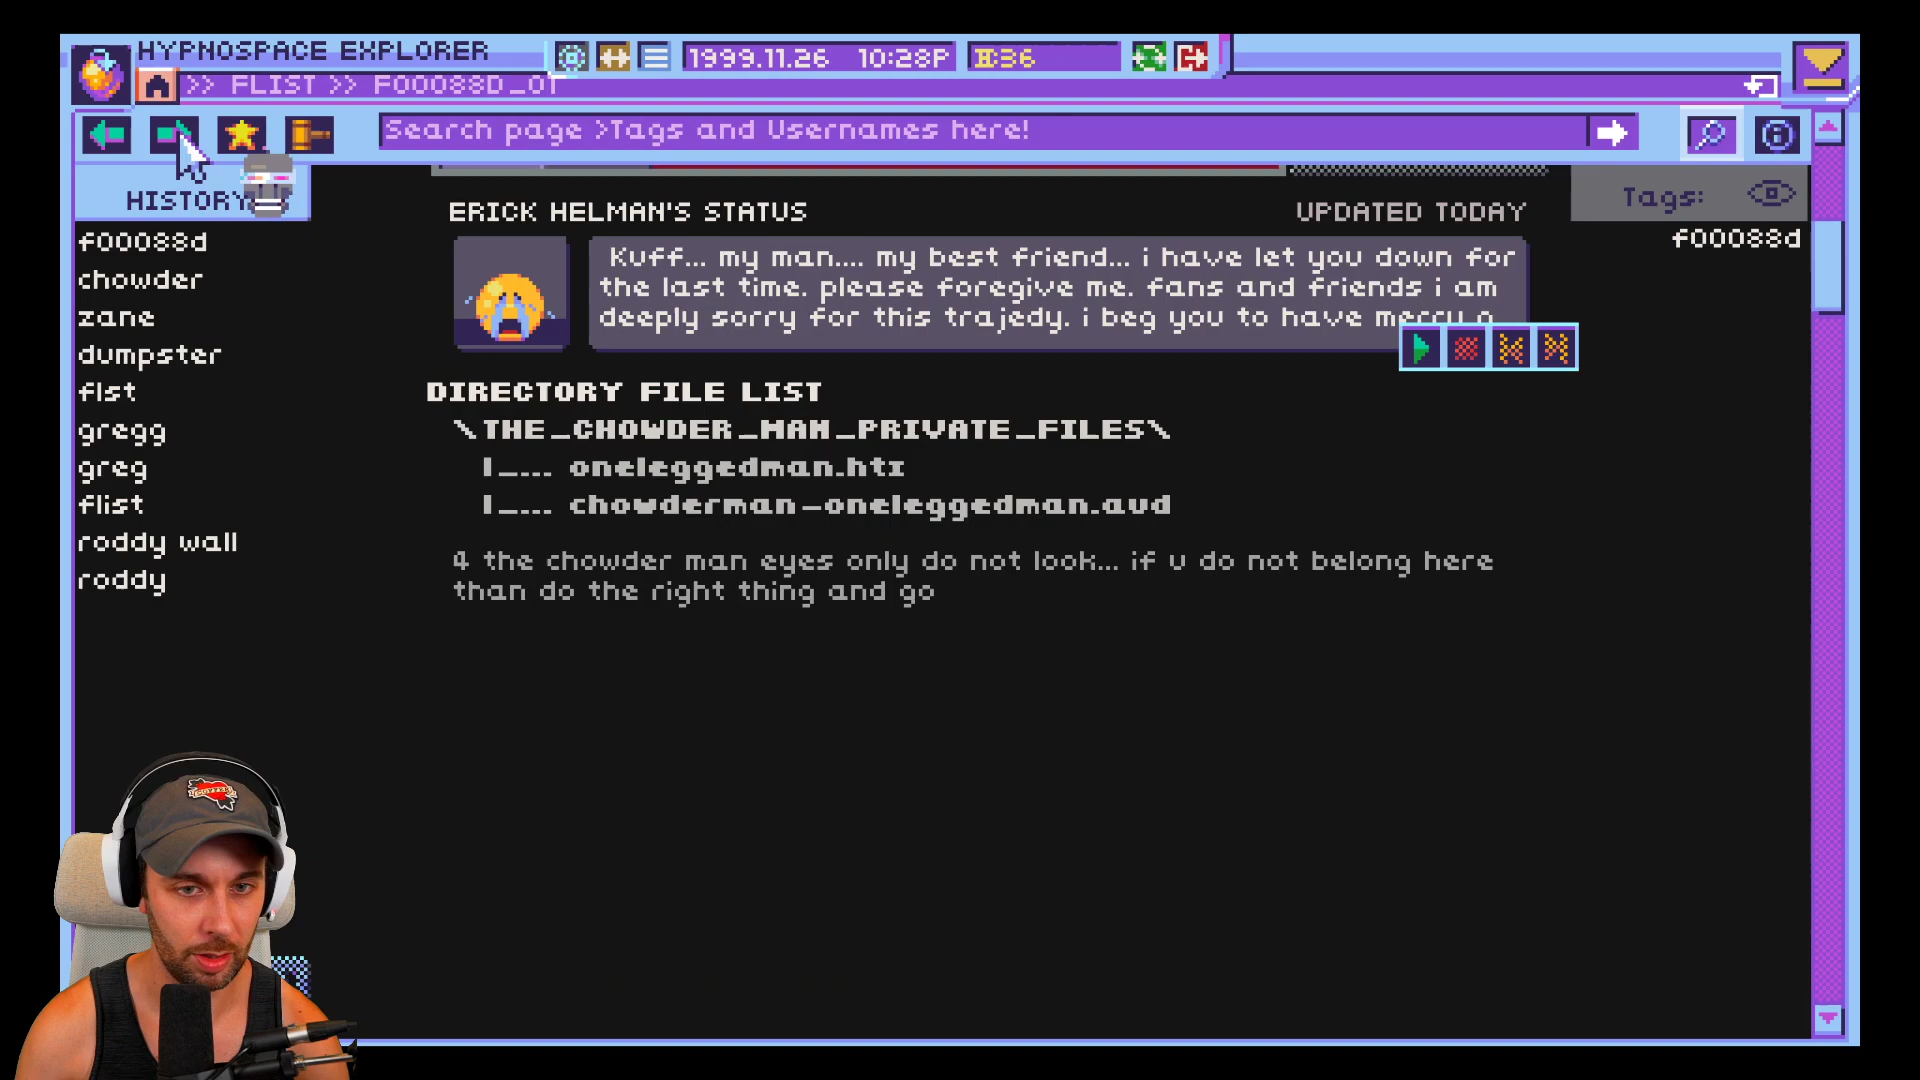 HYPNOSPACE EXPLORER
1999.11.26 10:28P
36
>> FLIST >> F00088D_01
Search page >Tags and Usernames here!
HISTORY
f00088d
chowder
zane
dumpster
flst
gregg
greg
flist
roddy wall
roddy
Tags:
f00088d
ERICK HELMAN'S STATUS
UPDATED TODAY
Kuff... my man.... my best friend... i have let you down for
the last time. please foregive me. fans and friends i am
deeply sorry for this trajedy. i beg you to have mercy o
DIRECTORY FILE LIST
\THE_CHOWDER_MAN_PRIVATE_FILES\
|_... oneleggedman.htx
|_... chowderman-oneleggedman.aud
4 the chowder man eyes only do not look... if u do not belong here
than do the right thing and go